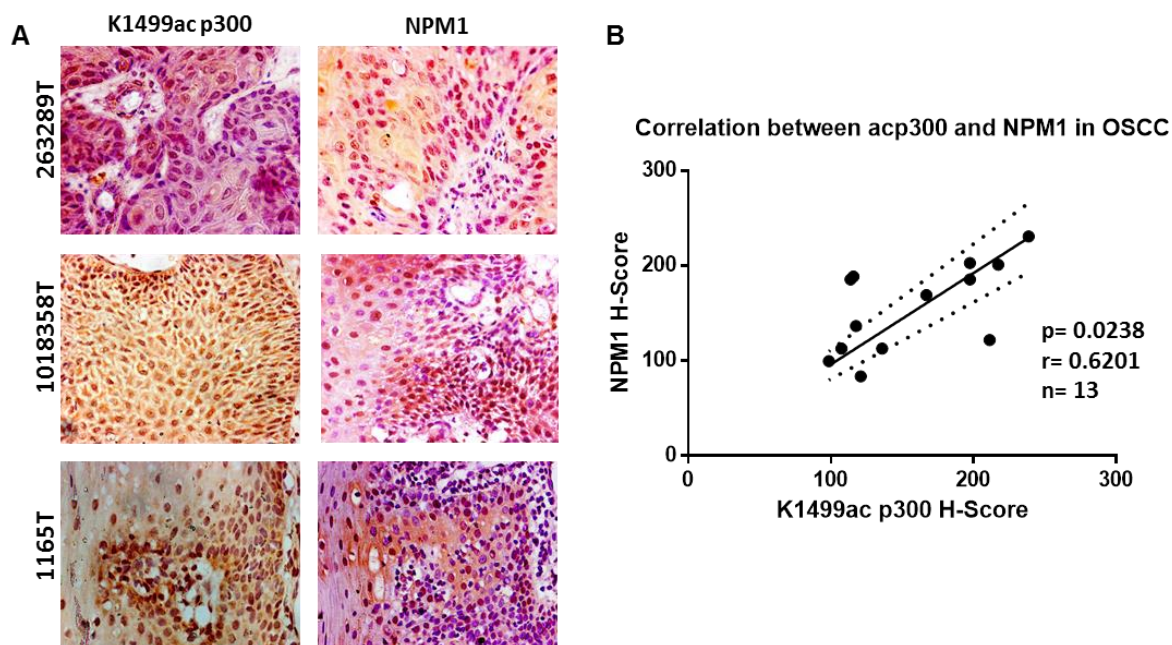 A
K1499ac p300
NPM1
263289T
1018358T
1165T
B
Correlation between acp300 and NPM1 in OSCC
NPM1 H-Score
300
200
100
0
0
100
200
300
K1499ac p300 H-Score
p= 0.0238
r= 0.6201
n= 13